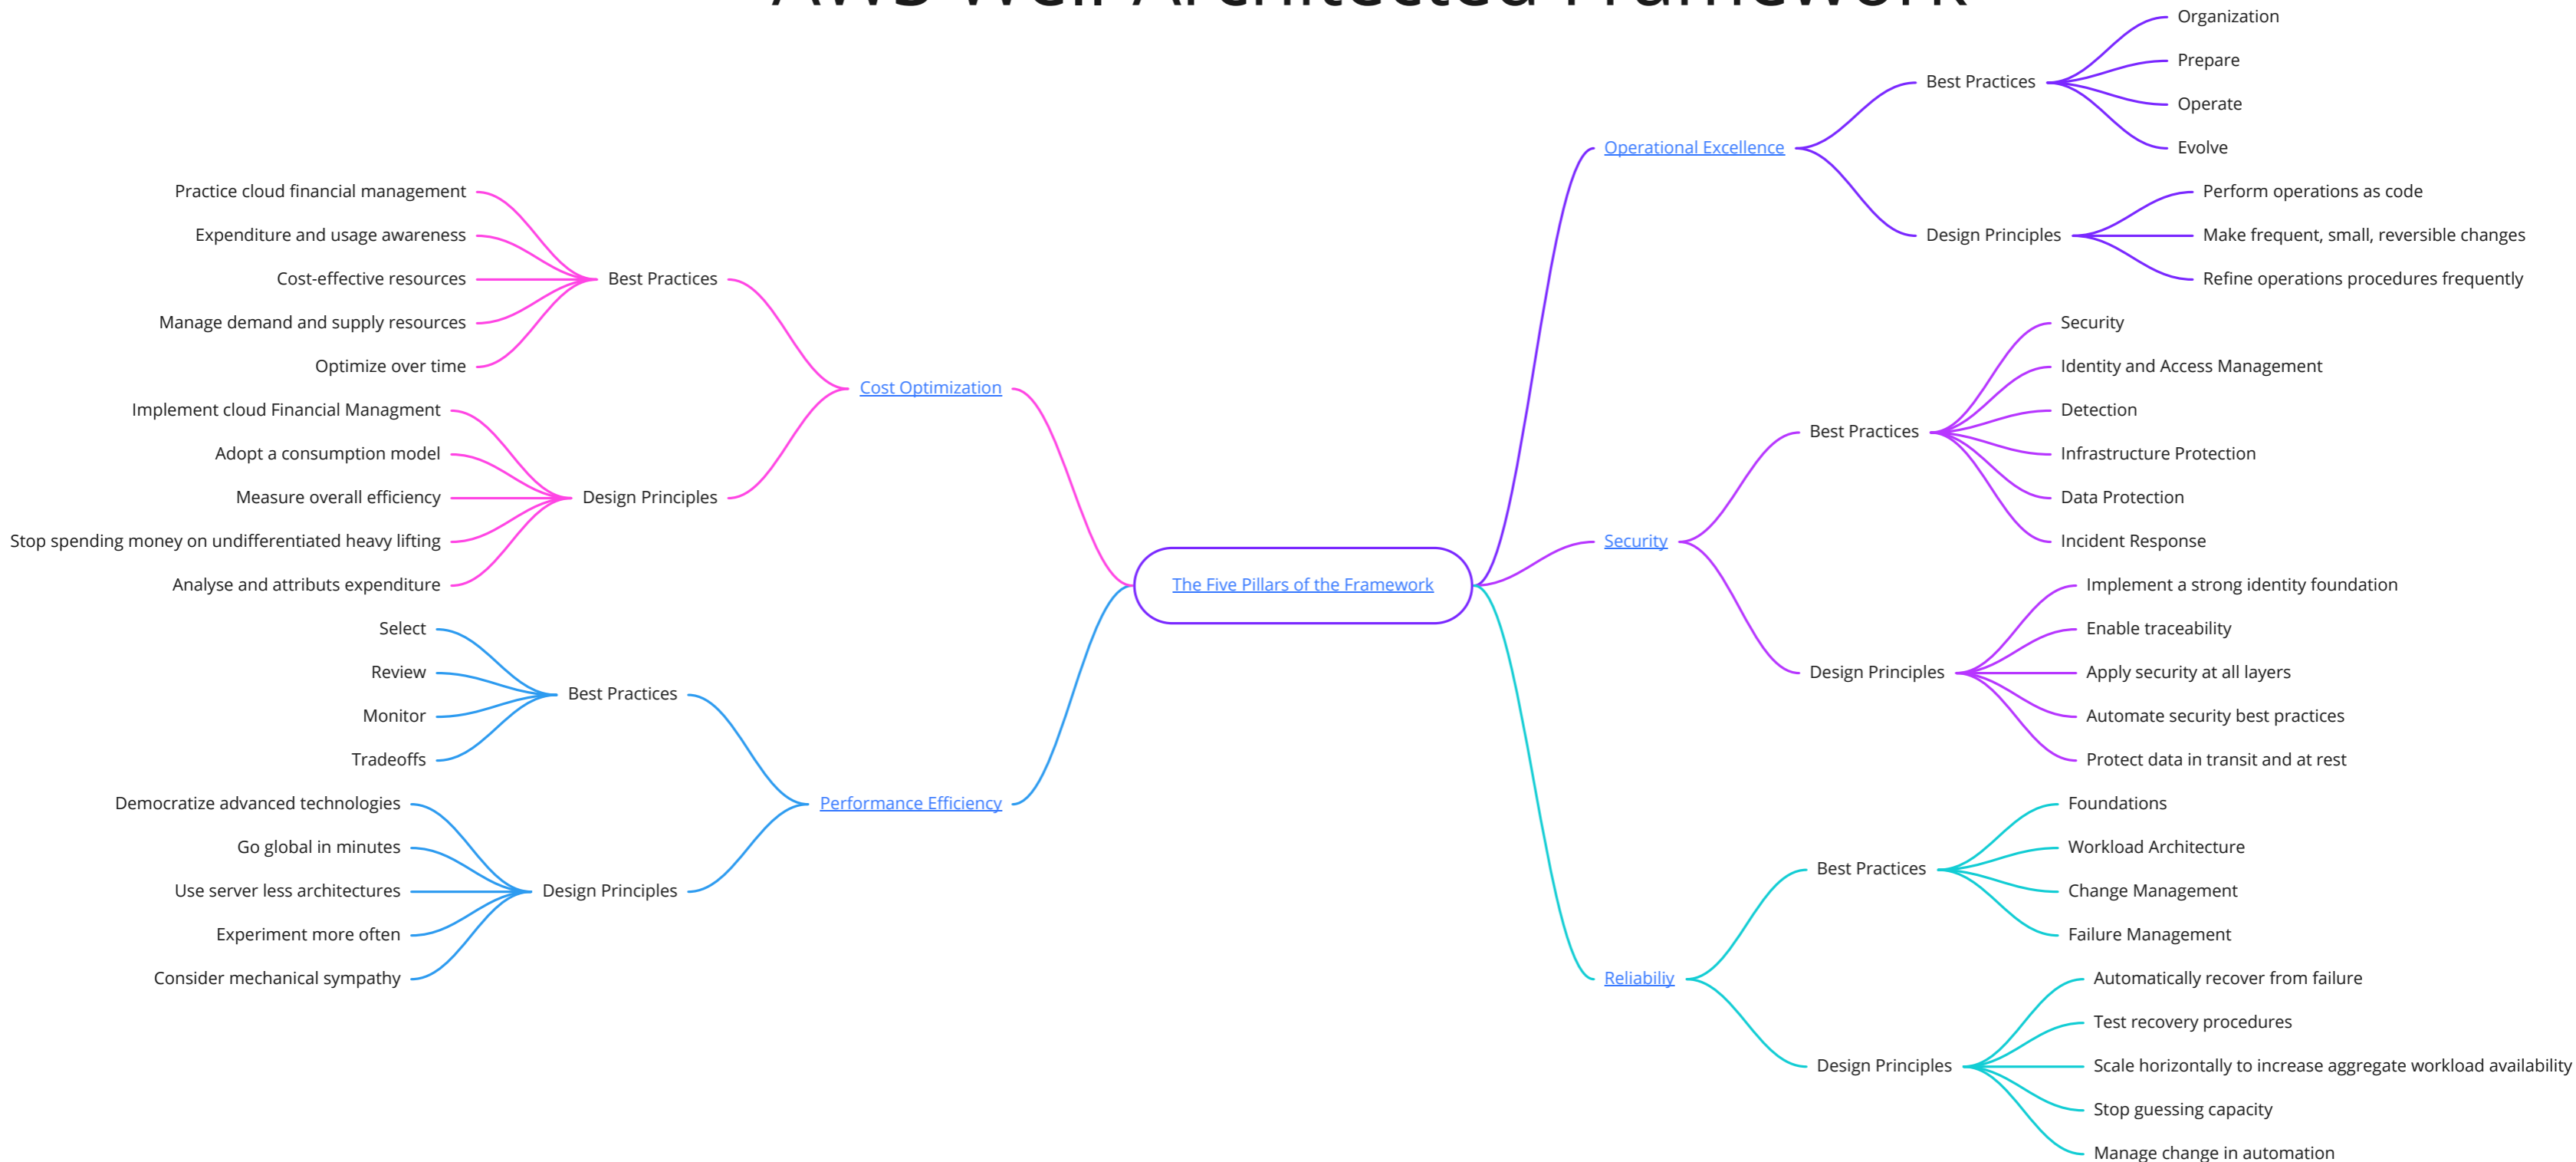 AWS Well Architected Framework
The Five Pillars of the Framework
Operational Excellence
Best Practices
Organization
Prepare
Operate
Evolve
Design Principles
Perform operations as code
Make frequent, small, reversible changes
Refine operations procedures frequently
Security
Best Practices
Security
Identity and Access Management
Detection
Infrastructure Protection
Data Protection
Incident Response
Design Principles
Implement a strong identity foundation
Enable traceability
Apply security at all layers
Automate security best practices
Protect data in transit and at rest
Reliabiliy
Best Practices
Foundations
Workload Architecture
Change Management
Failure Management
Design Principles
Automatically recover from failure
Test recovery procedures
Scale horizontally to increase aggregate workload availability
Stop guessing capacity
Manage change in automation
Cost Optimization
Best Practices
Practice cloud financial management
Expenditure and usage awareness
Cost-effective resources
Manage demand and supply resources
Optimize over time
Design Principles
Implement cloud Financial Managment
Adopt a consumption model
Measure overall efficiency
Stop spending money on undifferentiated heavy lifting
Analyse and attributs expenditure
Performance Efficiency
Best Practices
Select
Review
Monitor
Tradeoffs
Design Principles
Democratize advanced technologies
Go global in minutes
Use server less architectures
Experiment more often
Consider mechanical sympathy